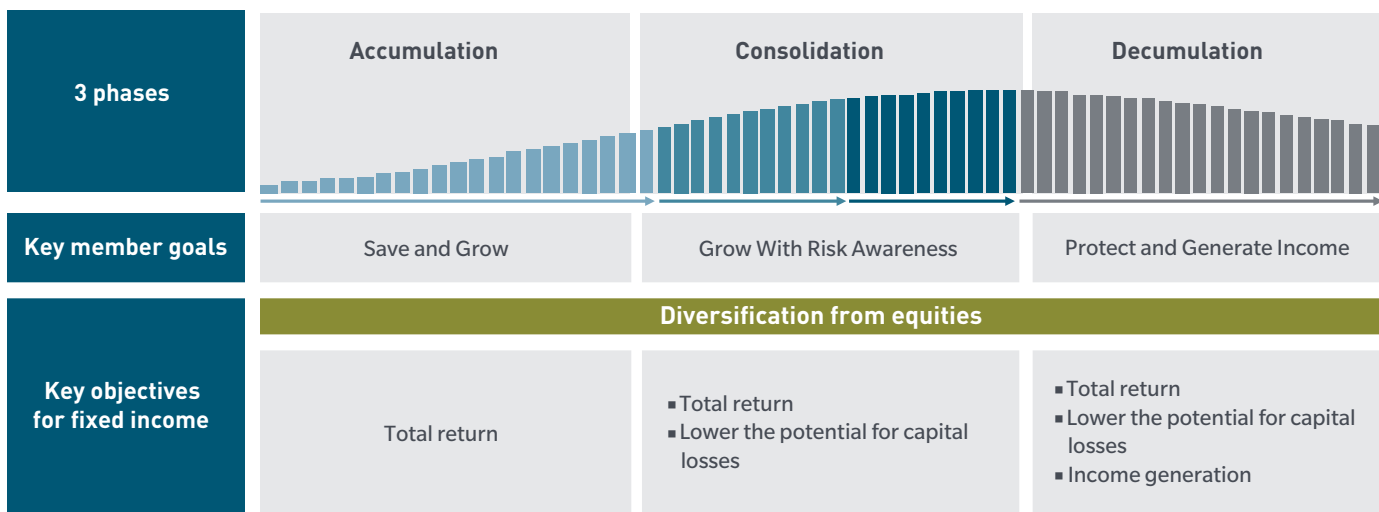 3 phases
Accumulation
Consolidation
Decumulation
Key member goals
Save and Grow
Grow With Risk Awareness
Protect and Generate Income
Key objectives
for fixed income
Diversification from equities
Total return
▪Total return
▪Lower the potential for capital
losses
▪Total return
▪Lower the potential for capital
losses
▪Income generation